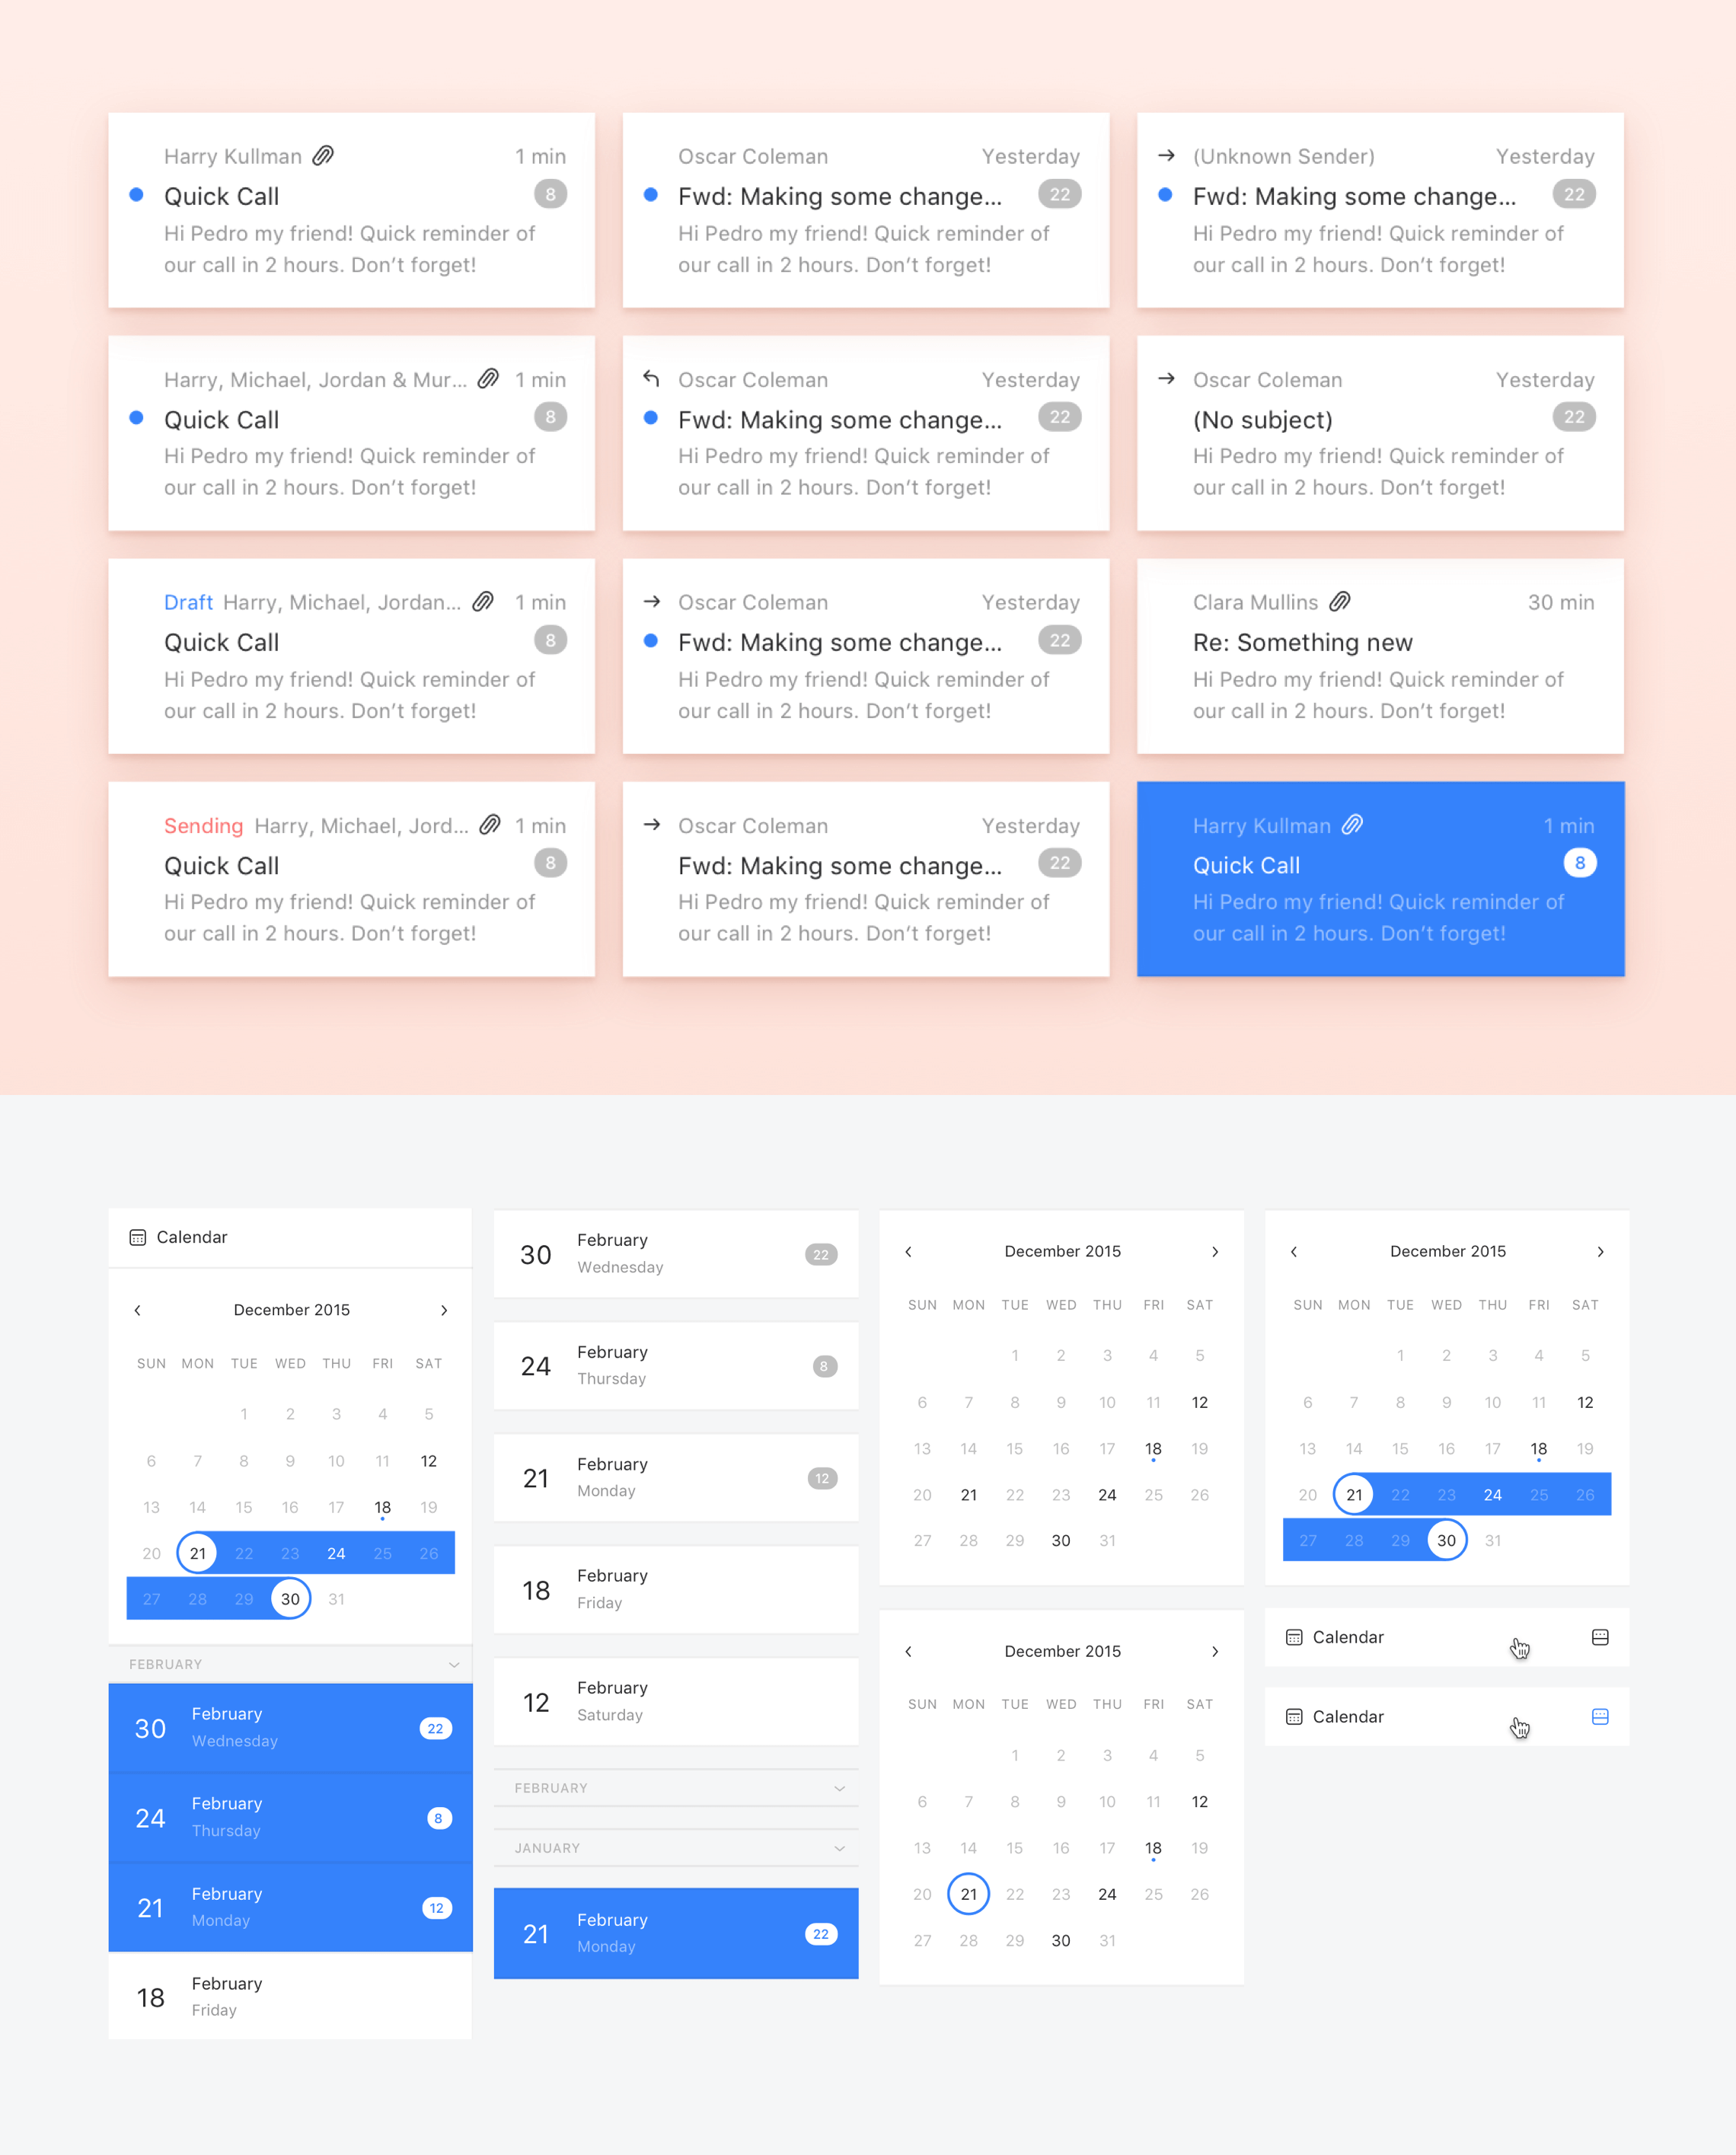 Harry Kullman 1 min
Quick Call 8
Hi Pedro my friend! Quick reminder of
our call in 2 hours. Don’t forget!
Oscar Coleman Yesterday
Fwd: Making some change... 22
Hi Pedro my friend! Quick reminder of
our call in 2 hours. Don’t forget!
(Unknown Sender) Yesterday
Fwd: Making some change... 22
Hi Pedro my friend! Quick reminder of
our call in 2 hours. Don’t forget!
Harry, Michael, Jordan & Mur... 1 min
Quick Call 8
Hi Pedro my friend! Quick reminder of
our call in 2 hours. Don’t forget!
Oscar Coleman Yesterday
Fwd: Making some change... 22
Hi Pedro my friend! Quick reminder of
our call in 2 hours. Don’t forget!
Oscar Coleman Yesterday
(No subject) 22
Hi Pedro my friend! Quick reminder of
our call in 2 hours. Don’t forget!
Draft Harry, Michael, Jordan... 1 min
Quick Call 8
Hi Pedro my friend! Quick reminder of
our call in 2 hours. Don’t forget!
Oscar Coleman Yesterday
Fwd: Making some change... 22
Hi Pedro my friend! Quick reminder of
our call in 2 hours. Don’t forget!
Clara Mullins 30 min
Re: Something new
Hi Pedro my friend! Quick reminder of
our call in 2 hours. Don’t forget!
Sending Harry, Michael, Jord... 1 min
Quick Call 8
Hi Pedro my friend! Quick reminder of
our call in 2 hours. Don’t forget!
Oscar Coleman Yesterday
Fwd: Making some change... 22
Hi Pedro my friend! Quick reminder of
our call in 2 hours. Don’t forget!
Harry Kullman 1 min
Quick Call 8
Hi Pedro my friend! Quick reminder of
our call in 2 hours. Don’t forget!
Calendar
December 2015
SUN MON TUE WED THU FRI SAT
1 2 3 4 5
6 7 8 9 10 11 12
13 14 15 16 17 18 19
20 21 22 23 24 25 26
27 28 29 30 31
FEBRUARY
30 February 22
Wednesday
24 February 8
Thursday
21 February 12
Monday
18 February
Friday
30 February 22
Wednesday
24 February 8
Thursday
21 February 12
Monday
18 February
Friday
12 February
Saturday
FEBRUARY
JANUARY
21 February 22
Monday
December 2015
SUN MON TUE WED THU FRI SAT
1 2 3 4 5
6 7 8 9 10 11 12
13 14 15 16 17 18 19
20 21 22 23 24 25 26
27 28 29 30 31
December 2015
SUN MON TUE WED THU FRI SAT
1 2 3 4 5
6 7 8 9 10 11 12
13 14 15 16 17 18 19
20 21 22 23 24 25 26
27 28 29 30 31
December 2015
SUN MON TUE WED THU FRI SAT
1 2 3 4 5
6 7 8 9 10 11 12
13 14 15 16 17 18 19
20 21 22 23 24 25 26
27 28 29 30 31
Calendar
Calendar